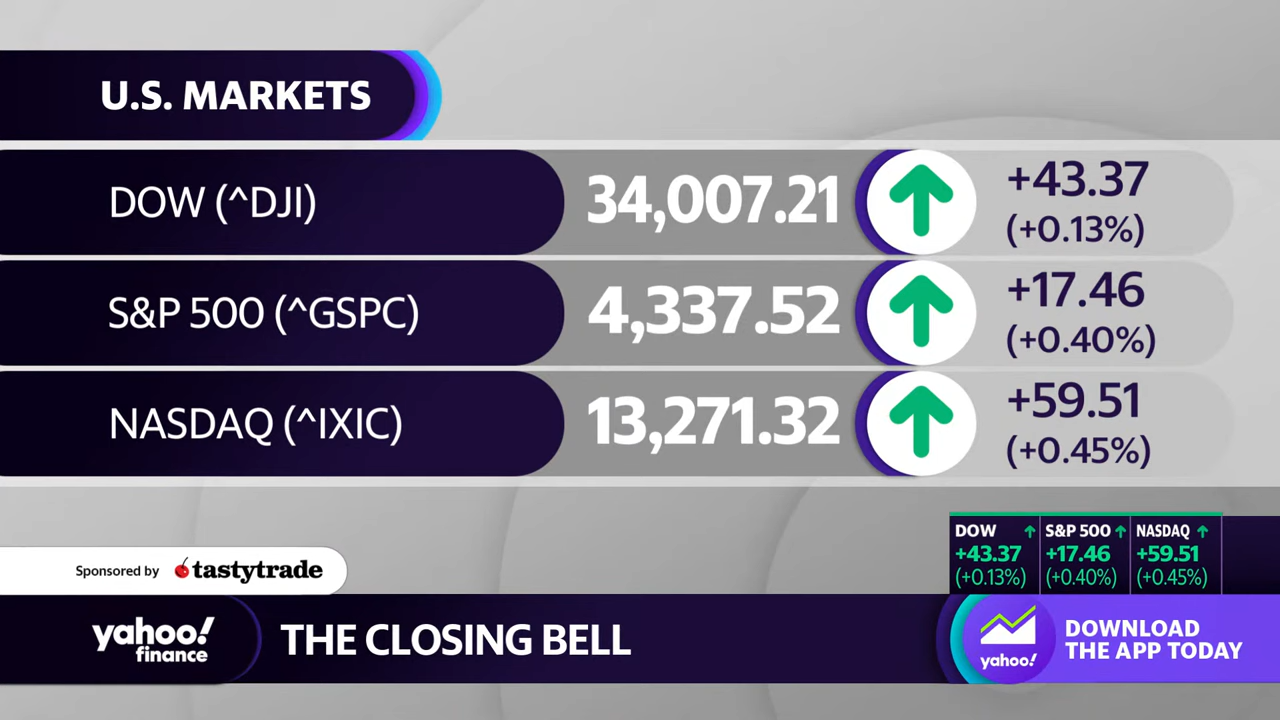 U.S. MARKETS
DOW (^DJI) 34,007.21 +43.37
(+0.13%)
S&P 500 (^GSPC) 4,337.52 +17.46
(+0.40%)
NASDAQ (^IXIC) 13,271.32 +59.51
(+0.45%)
DOW S&P 500 NASDAQ
+43.37 +17.46 +59.51
(+0.13%) (+0.40%) (+0.45%)
Sponsored by tastytrade
yahoo!
finance
THE CLOSING BELL
yahoo!
DOWNLOAD
THE APP TODAY